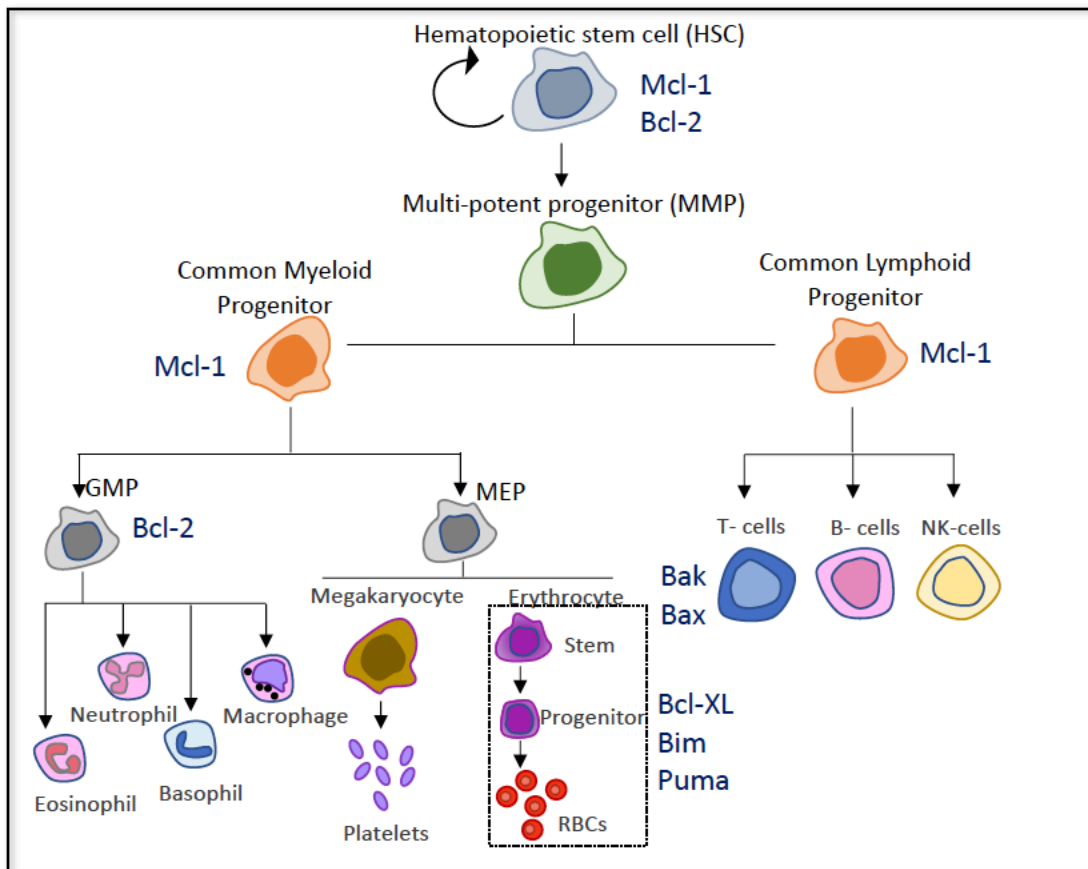 Hematopoietic stem cell (HSC)
Mcl-1
Bcl-2
Multi-potent progenitor (MMP)
Common Myeloid
Progenitor
Mcl-1
Common Lymphoid
Progenitor
Mcl-1
GMP
Bcl-2
MEP
T- cells
B- cells
NK-cells
Bak
Bax
Megakaryocyte
Erythrocyte
Stem
Progenitor
RBCs
Bcl-XL
Bim
Puma
Neutrophil
Macrophage
Eosinophil
Basophil
Platelets